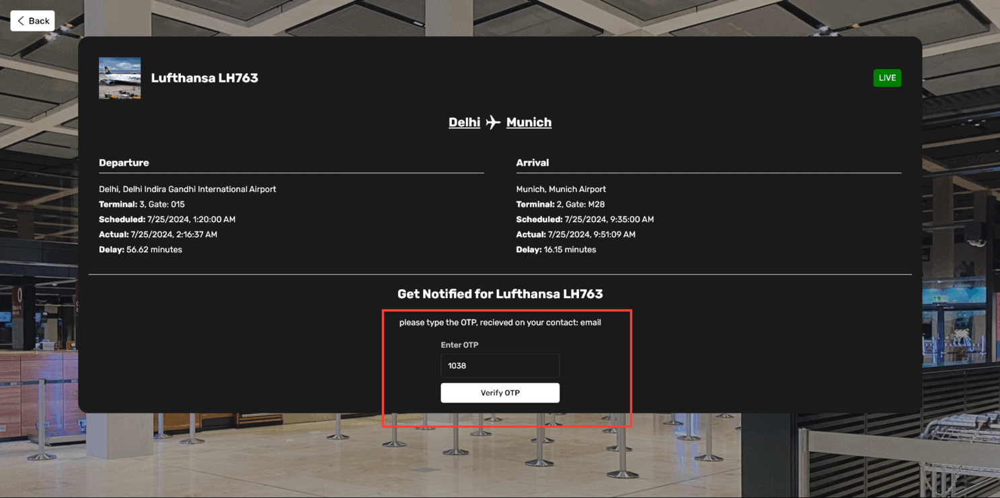 Back
Lufthansa LH763
LIVE
Delhi Munich
Departure
Delhi, Delhi Indira Gandhi International Airport
Terminal: 3, Gate: 015
Scheduled: 7/25/2024, 1:20:00 AM
Actual: 7/25/2024, 2:16:37 AM
Delay: 56.62 minutes
Arrival
Munich, Munich Airport
Terminal: 2, Gate: M28
Scheduled: 7/25/2024, 9:35:00 AM
Actual: 7/25/2024, 9:51:09 AM
Delay: 16.15 minutes
Get Notified for Lufthansa LH763
please type the OTP, recieved on your contact: email
Enter OTP
1038
Verify OTP